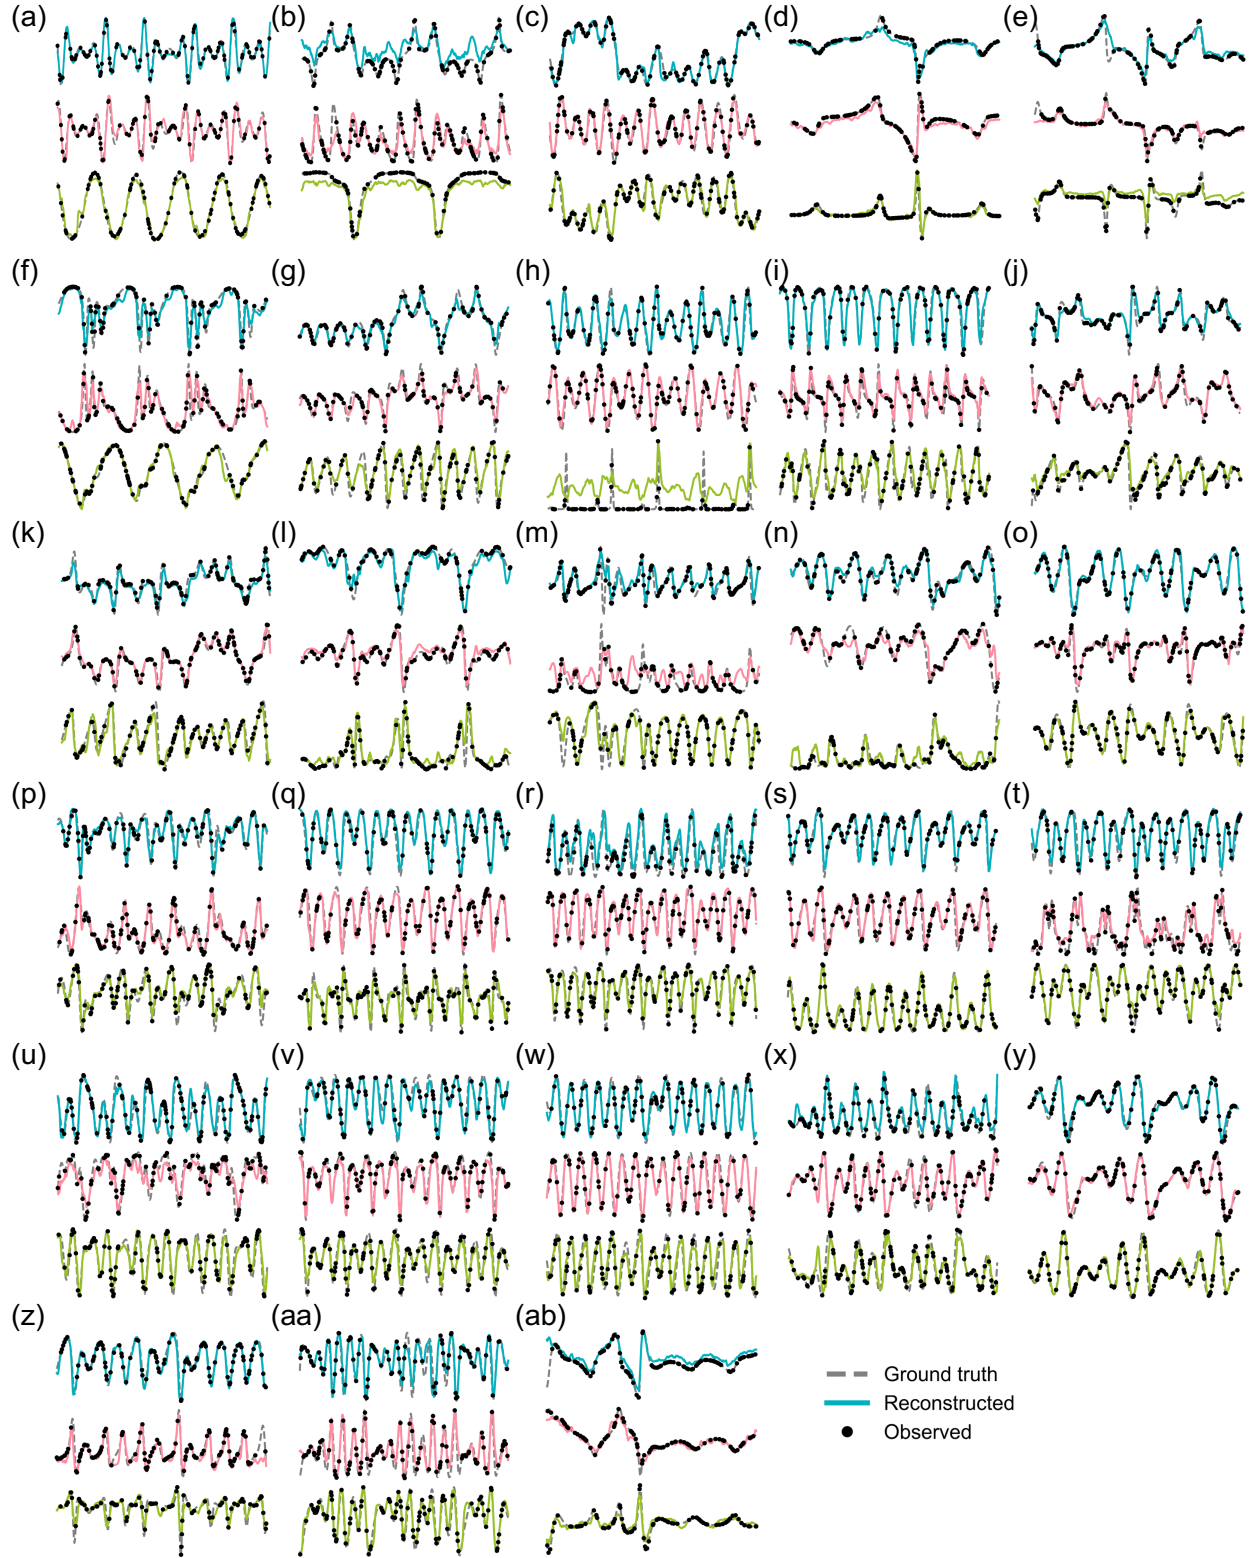 (a) (b) (c) (d) (e)
(f) (g) (h) (i) (j)
(k) (l) (m) (n) (o)
(p) (q) (r) (s) (t)
(u) (v) (w) (x) (y)
(z) (aa) (ab)
Ground truth
Reconstructed
Observed